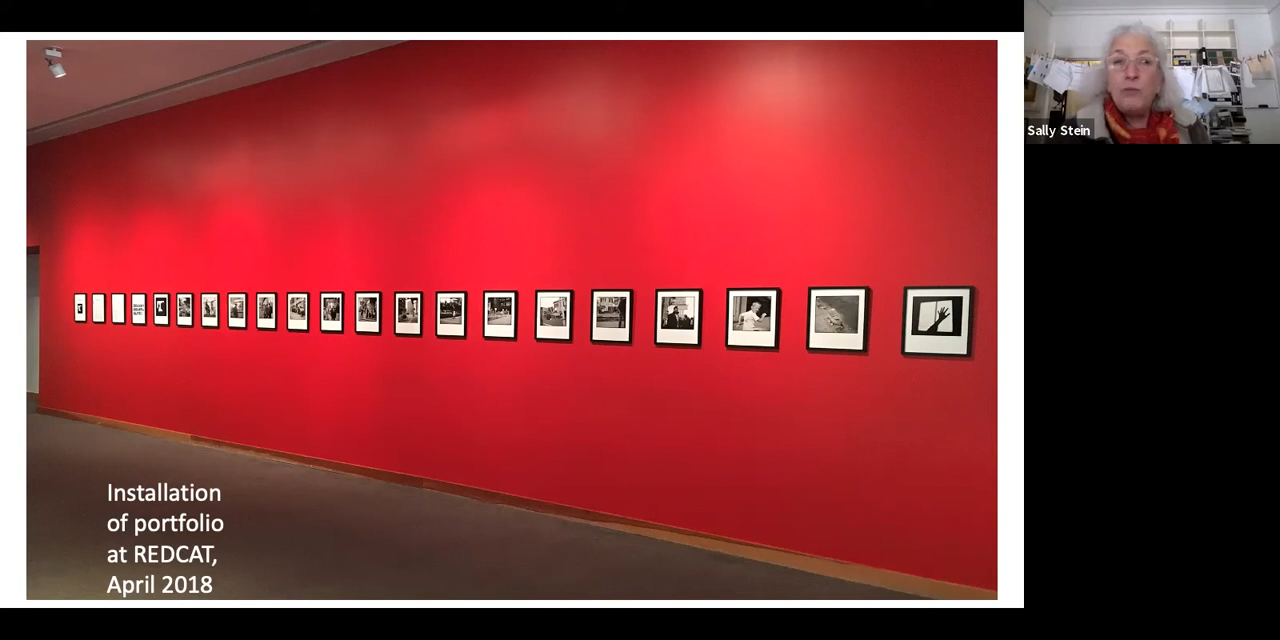 Installation
of portfolio
at REDCAT,
April 2018
Sally Stein